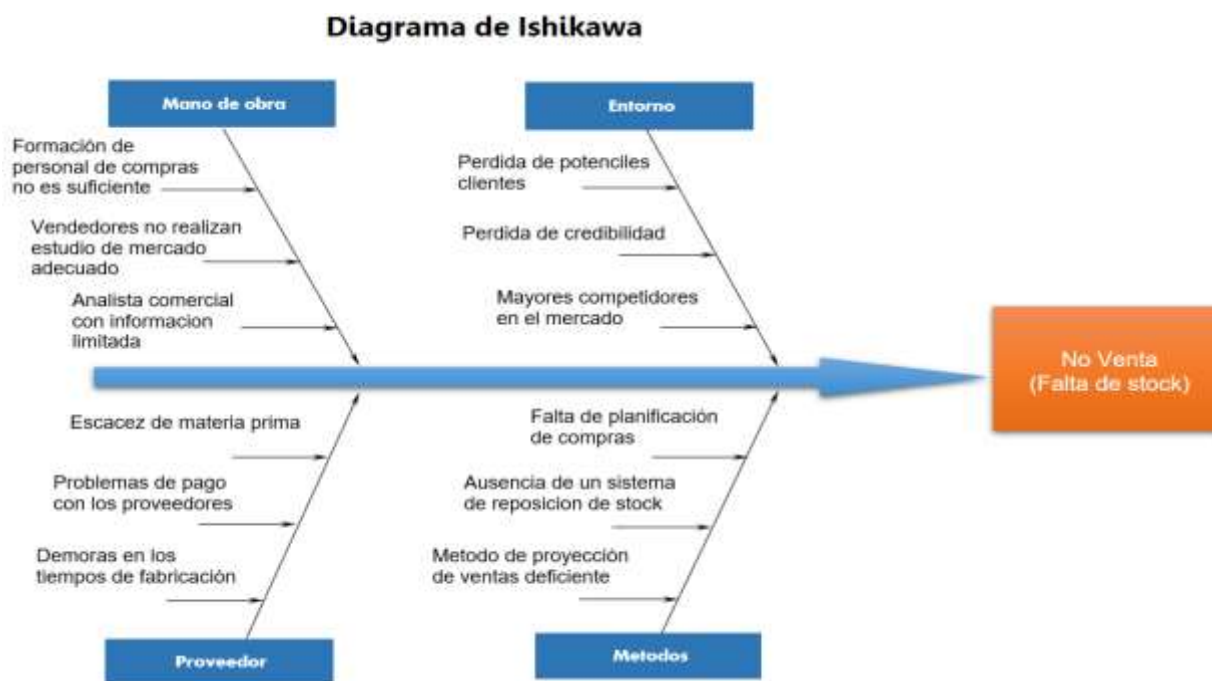 Diagrama de Ishikawa
Mano de obra
Entorno
Formación de
personal de compras
no es suficiente
Perdida de potenciles
clientes
Vendedores no realizan
estudio de mercado
adecuado
Perdida de credibilidad
Analista comercial
con informacion
limitada
Mayores competidores
en el mercado
No Venta
(Falta de stock)
Escacez de materia prima
Falta de planificación
de compras
Problemas de pago
con los proveedores
Ausencia de un sistema
de reposicion de stock
Demoras en los
tiempos de fabricación
Metodo de proyección
de ventas deficiente
Proveedor
Metodos